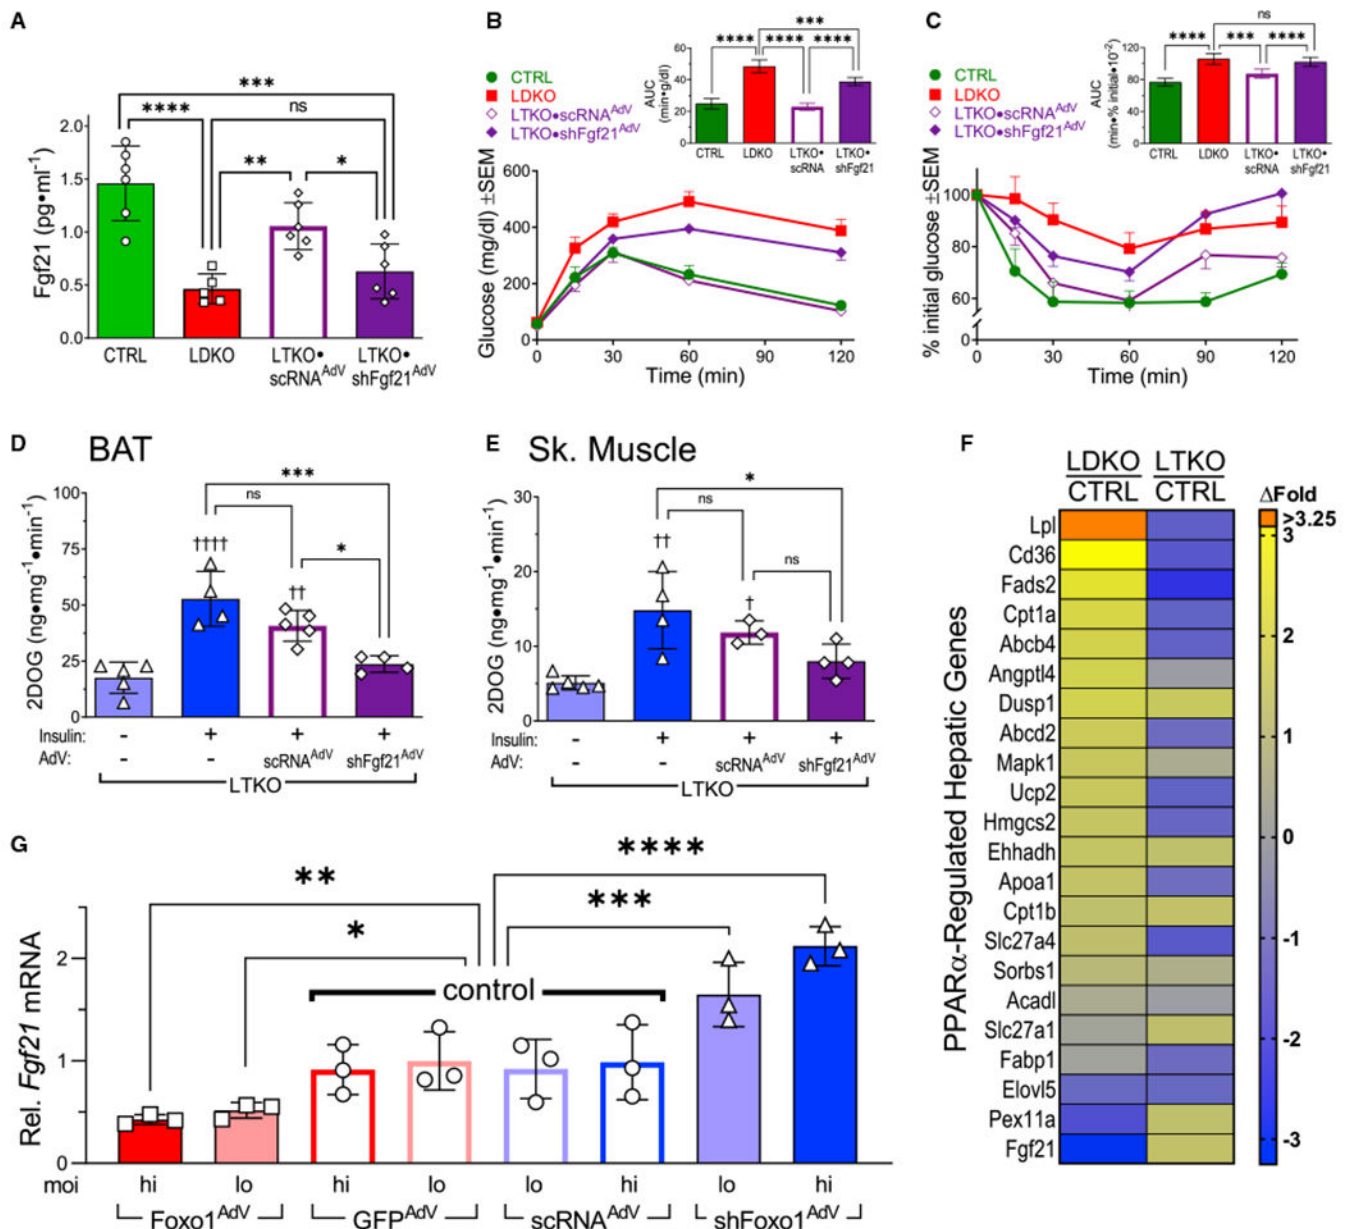 A
Fgf21 (pg•ml⁻¹)
2.0
1.5
1.0
0.5
0.0
***
****
ns
**
*
CTRL
LDKO
LTKO•
scRNA^AdV
LTKO•
shFgf21^AdV
B
CTRL
LDKO
LTKO•scRNA^AdV
LTKO•shFgf21^AdV
AUC
(min•g/dl)
60
40
20
0
***
****
****
****
CTRL
LDKO
LTKO•
scRNA
LTKO•
shFgf21
Glucose (mg/dl) ±SEM
600
400
200
0
0
30
60
90
120
Time (min)
C
CTRL
LDKO
LTKO•scRNA^AdV
LTKO•shFgf21^AdV
AUC
(min•% initial•10⁻²)
120
80
40
0
ns
****
***
****
CTRL
LDKO
LTKO•
scRNA
LTKO•
shFgf21
% initial glucose ±SEM
100
80
60
0
0
30
60
90
120
Time (min)
D
BAT
2DOG (ng•mg⁻¹•min⁻¹)
100
75
50
25
0
***
ns
*
††††
††
Insulin:
-
+
+
+
AdV:
-
-
scRNA^AdV
shFgf21^AdV
LTKO
E
Sk. Muscle
2DOG (ng•mg⁻¹•min⁻¹)
30
20
10
0
*
ns
ns
††
†
Insulin:
-
+
+
+
AdV:
-
-
scRNA^AdV
shFgf21^AdV
LTKO
F
LDKO
CTRL
LTKO
CTRL
ΔFold
>3.25
3
2
1
0
-1
-2
-3
PPARα-Regulated Hepatic Genes
Lpl
Cd36
Fads2
Cpt1a
Abcb4
Angptl4
Dusp1
Abcd2
Mapk1
Ucp2
Hmgcs2
Ehhadh
Apoa1
Cpt1b
Slc27a4
Sorbs1
Acadl
Slc27a1
Fabp1
Elovl5
Pex11a
Fgf21
G
Rel. Fgf21 mRNA
2
1
0
****
**
***
*
control
moi
hi
lo
hi
lo
lo
hi
lo
hi
Foxo1^AdV
GFP^AdV
scRNA^AdV
shFoxo1^AdV